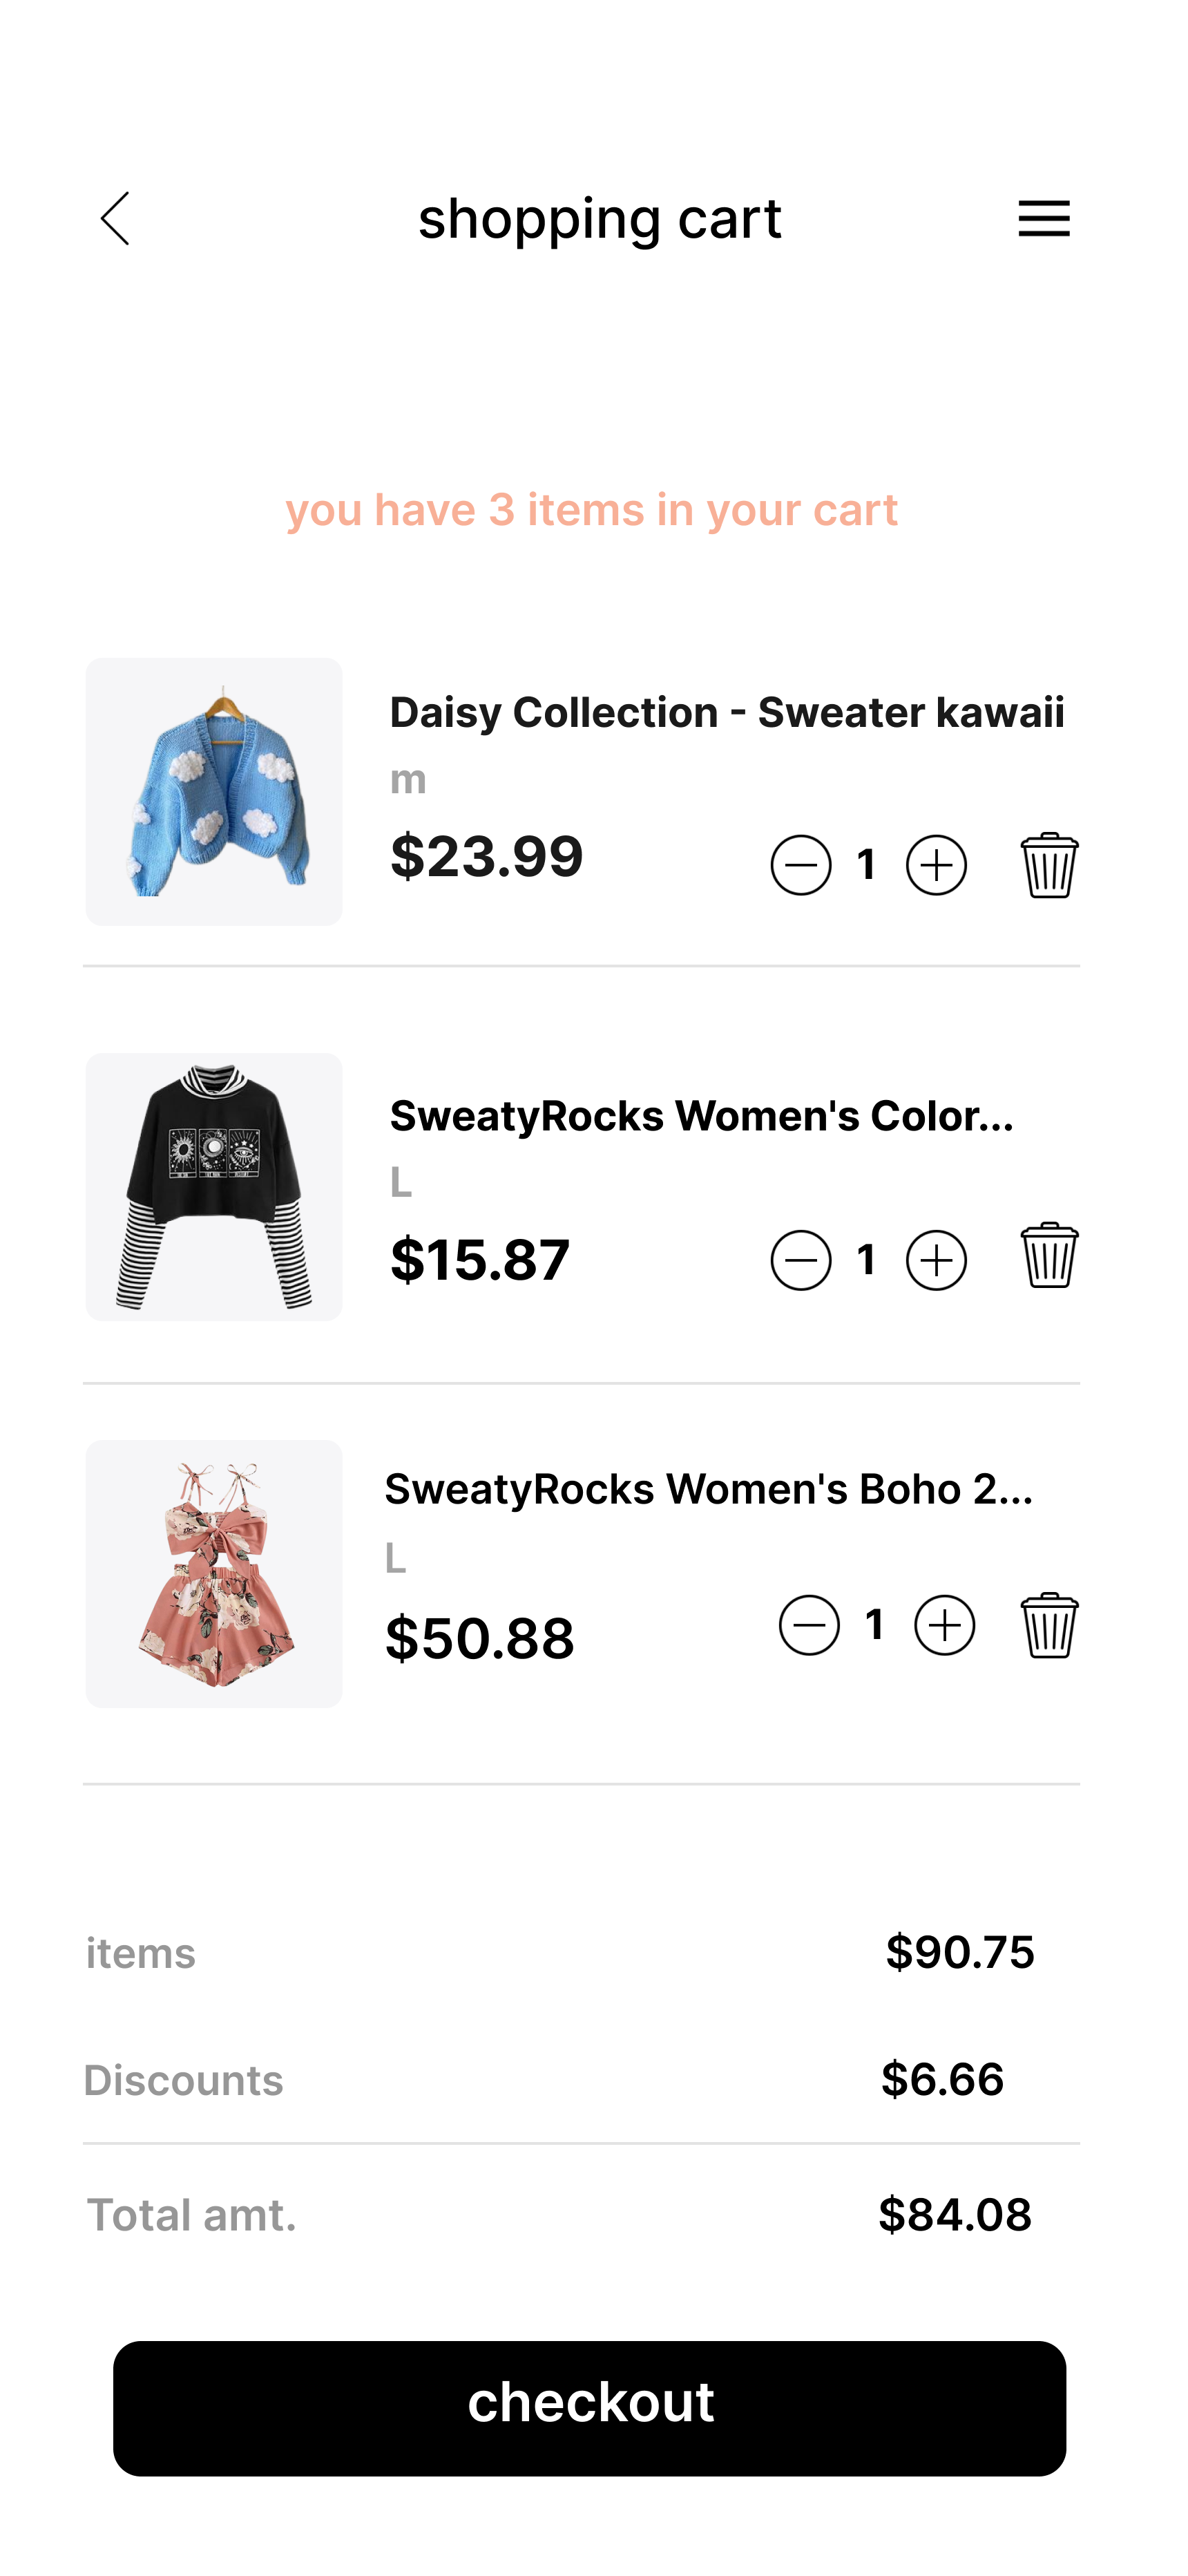 shopping cart
you have 3 items in your cart
Daisy Collection - Sweater kawaii
m
$23.99
1
SweatyRocks Women's Color...
L
$15.87
1
SweatyRocks Women's Boho 2...
L
$50.88
1
items $90.75
Discounts $6.66
Total amt. $84.08
checkout